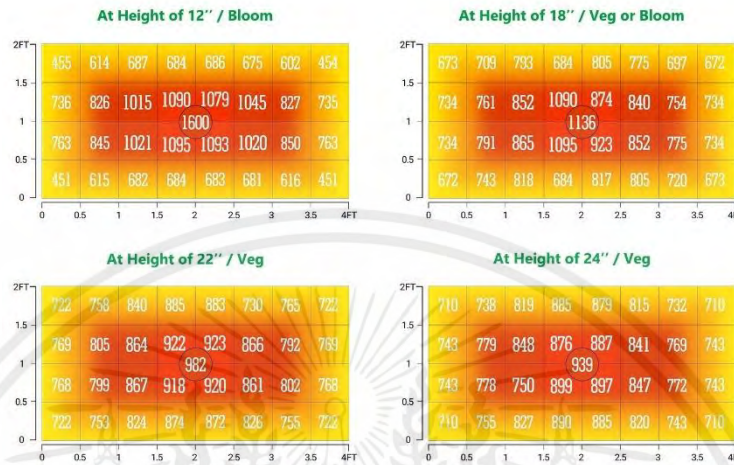 At Height of 12’’ / Bloom
2FT 455 614 687 684 686 675 602 454
1.5
736 826 1015 1090 1079 1045 827 735
1 1600
763 845 1021 1095 1093 1020 850 763
0.5
451 615 682 684 683 681 616 451
0
0 0.5 1 1.5 2 2.5 3 3.5 4FT
At Height of 18’’ / Veg or Bloom
2FT 673 709 793 684 805 775 697 672
1.5
734 761 852 1090 874 840 754 734
1 1136
734 791 865 1095 923 852 775 734
0.5
672 743 818 684 817 805 720 673
0
0 0.5 1 1.5 2 2.5 3 3.5
At Height of 22’’ / Veg
2FT 722 758 840 885 883 730 765 722
1.5
769 805 864 922 923 866 792 769
1 982
768 799 867 918 920 861 802 768
0.5
722 753 824 874 872 826 755 722
0
0 0.5 1 1.5 2 2.5 3 3.5 4FT
At Height of 24’’ / Veg
2FT 710 738 819 885 879 815 732 710
1.5
743 779 848 876 887 841 769 743
1 939
743 778 750 899 897 847 772 743
0.5
710 755 827 890 885 820 743 710
0
0 0.5 1 1.5 2 2.5 3 3.5